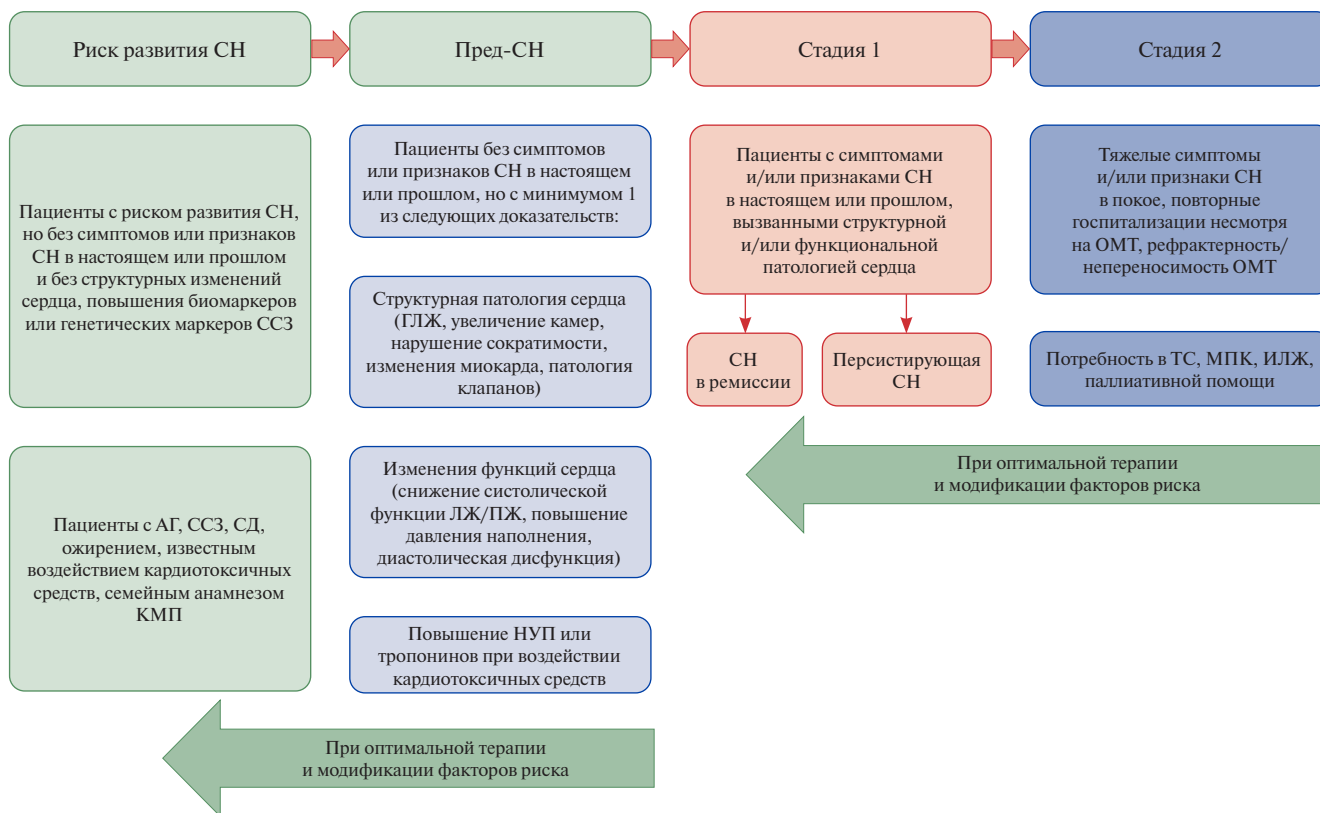 Риск развития СН
Пред-СН
Стадия 1
Стадия 2
Пациенты с риском развития СН,
но без симптомов или признаков
СН в настоящем или прошлом
и без структурных изменений
сердца, повышения биомаркеров
или генетических маркеров ССЗ
Пациенты с АГ, ССЗ, СД,
ожирением, известным
воздействием кардиотоксичных
средств, семейным анамнезом
КМП
Пациенты без симптомов
или признаков СН в настоящем
или прошлом, но с минимумом 1
из следующих доказательств:
Структурная патология сердца
(ГЛЖ, увеличение камер,
нарушение сократимости,
изменения миокарда, патология
клапанов)
Изменения функций сердца
(снижение систолической
функции ЛЖ/ПЖ, повышение
давления наполнения,
диастолическая дисфункция)
Повышение НУП или
тропонинов при воздействии
кардиотоксичных средств
При оптимальной терапии
и модификации факторов риска
Пациенты с симптомами
и/или признаками СН
в настоящем или прошлом,
вызванными структурной
и/или функциональной
патологией сердца
СН
в ремиссии
Персистирующая
СН
Тяжелые симптомы
и/или признаки СН
в покое, повторные
госпитализации несмотря
на ОМТ, рефрактерность/
непереносимость ОМТ
Потребность в ТС, МПК, ИЛЖ,
паллиативной помощи
При оптимальной терапии
и модификации факторов риска